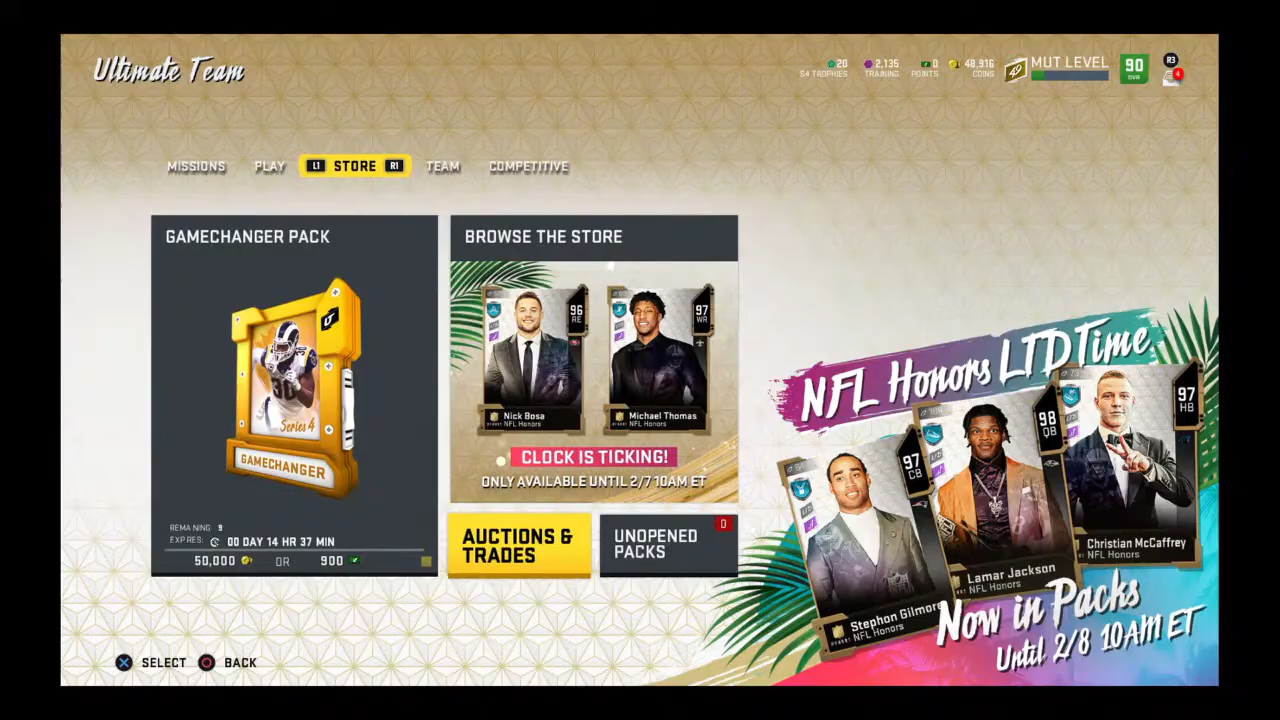 Ultimate Team
20
S4 TROPHIES
2,135
TRAINING
0
POINTS
48,916
COINS
49
MUT LEVEL
90
OVR
R3
4
MISSIONS
PLAY
L1 STORE R1
TEAM
COMPETITIVE
GAMECHANGER PACK
Series 4
GAMECHANGER
REMAINING: 9
EXPIRES: 00 DAY 14 HR 37 MIN
50,000 OR 900
BROWSE THE STORE
96
RE
Nick Bosa
NFL Honors
97
WR
Michael Thomas
NFL Honors
CLOCK IS TICKING!
ONLY AVAILABLE UNTIL 2/7 10AM ET
AUCTIONS & TRADES
UNOPENED PACKS
0
NFL Honors LTD Time
97
CB
Stephon Gilmore
NFL Honors
98
QB
Lamar Jackson
NFL Honors
97
HB
Christian McCaffrey
NFL Honors
Now in Packs
Until 2/8 10AM ET
SELECT
BACK